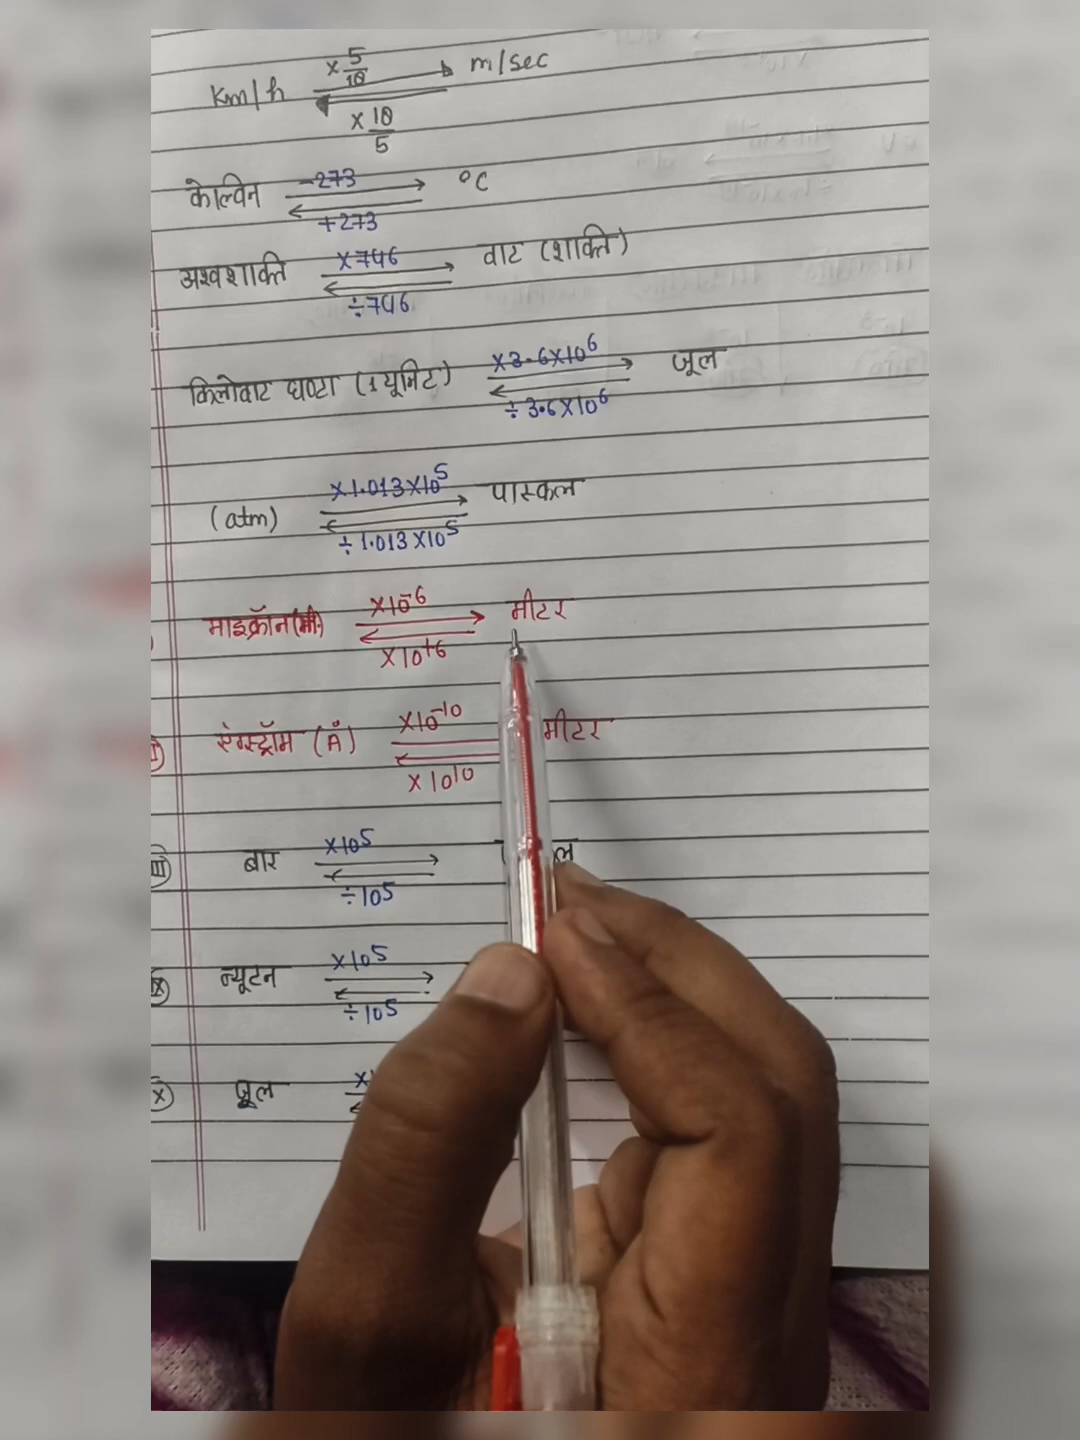 Km/h ×5/18 m/sec
×18/5
केल्विन -273 °C
+273
अश्वशक्ति ×746 वाट (शक्ति)
÷746
किलोवाट घण्टा (1 यूनिट) ×3.6×10⁶ जूल
÷3.6×10⁶
(atm) ×1.013×10⁵ पास्कल
÷1.013×10⁵
माइक्रॉन ×10⁻⁶ मीटर
×10⁺⁶
एंग्स्ट्रॉम (Å) ×10⁻¹⁰ मीटर
×10¹⁰
बार ×10⁵
÷10⁵
न्यूटन ×10⁵
÷10⁵
जूल